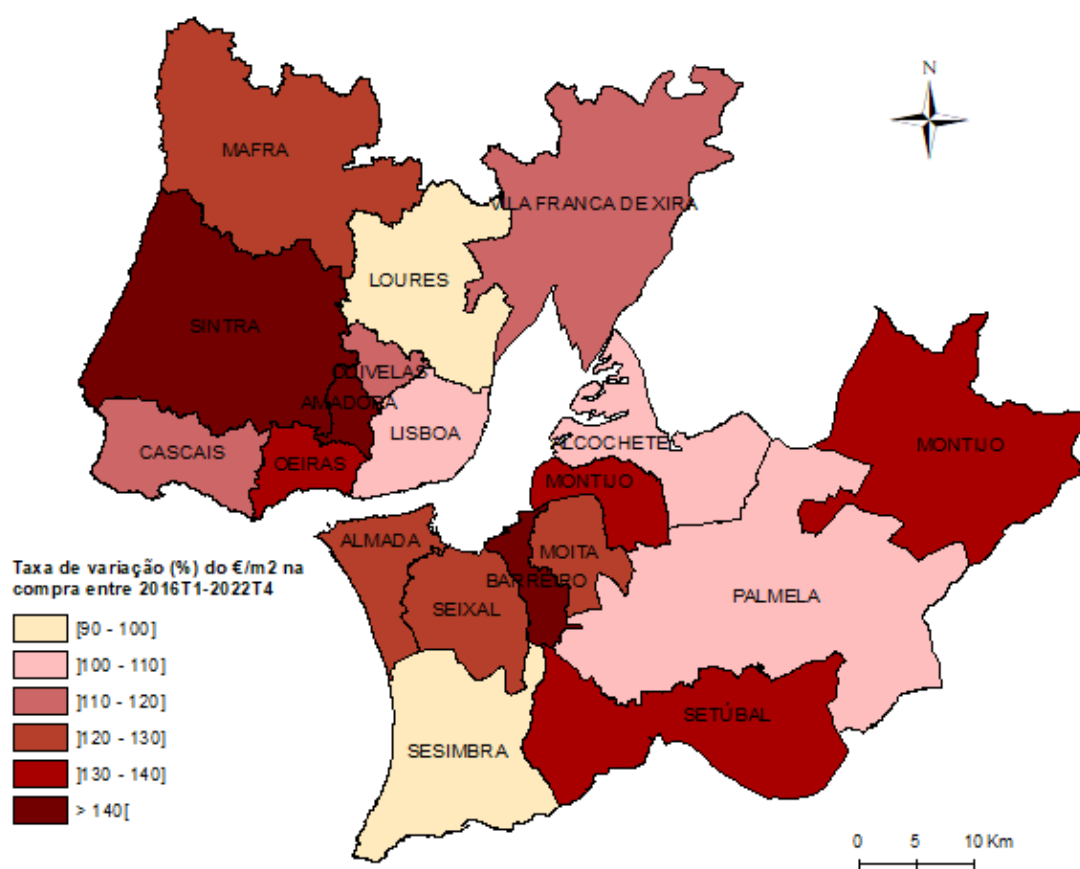 N
MAFRA
VILA FRANCA DE XIRA
LOURES
SINTRA
ODIVELAS
AMADORA
LISBOA
ALCOCHETE
CASCAIS
OEIRAS
MONTIJO
MONTIJO
ALMADA
MOITA
BARREIRO
SEIXAL
PALMELA
SETÚBAL
SESIMBRA
Taxa de variação (%) do €/m2 na
compra entre 2016T1-2022T4
[90 - 100]
]100 - 110]
]110 - 120]
]120 - 130]
]130 - 140]
> 140[
0 5 10 Km